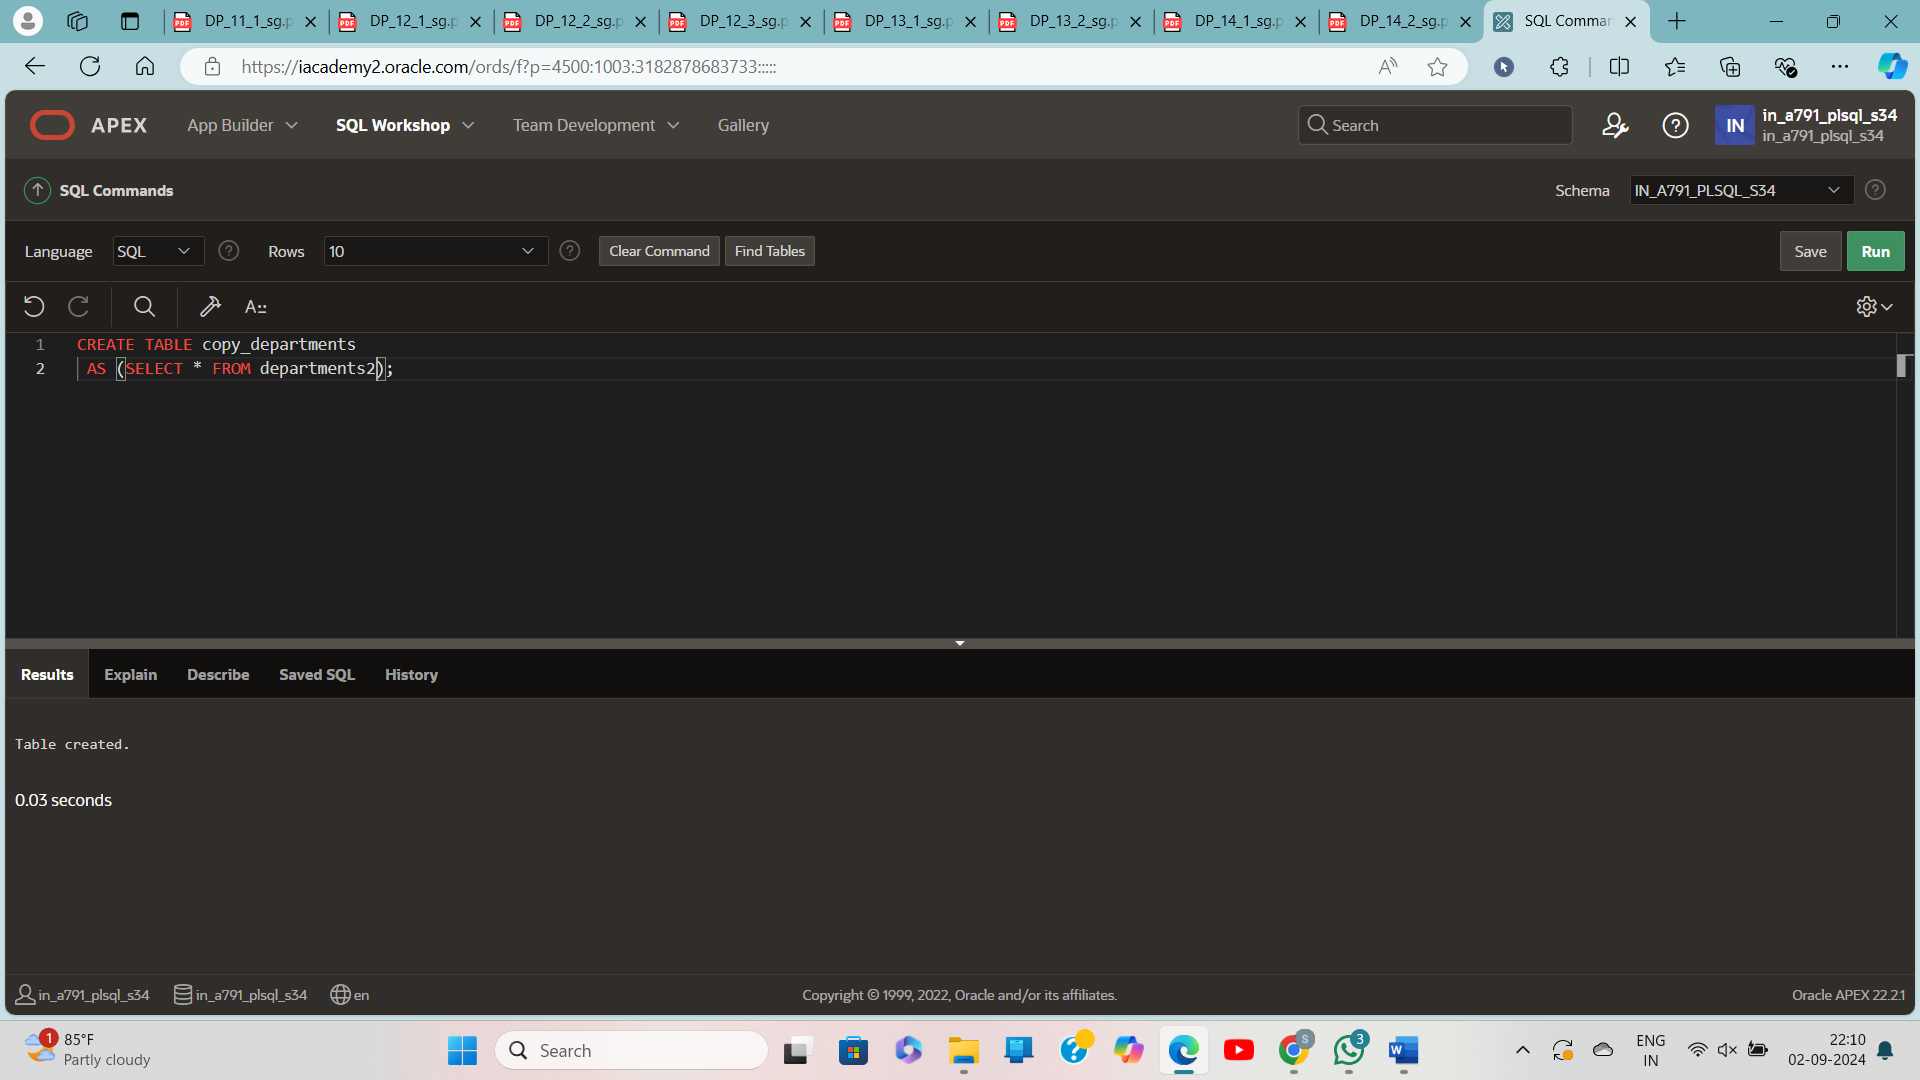 DP_11_1_sg.p
DP_12_1_sg.p
DP_12_2_sg.p
DP_12_3_sg.p
DP_13_1_sg.p
DP_13_2_sg.p
DP_14_1_sg.p
DP_14_2_sg.p
SQL Comman
https://iacademy2.oracle.com/ords/f?p=4500:1003:3182878683733:::::
APEX
App Builder
SQL Workshop
Team Development
Gallery
Search
IN
in_a791_plsql_s34
in_a791_plsql_s34
SQL Commands
Schema
IN_A791_PLSQL_S34
Language
SQL
Rows
10
Clear Command
Find Tables
Save
Run
1 CREATE TABLE copy_departments
2 AS (SELECT * FROM departments2);
Results
Explain
Describe
Saved SQL
History
Table created.
0.03 seconds
in_a791_plsql_s34
in_a791_plsql_s34
en
Copyright © 1999, 2022, Oracle and/or its affiliates.
Oracle APEX 22.2.1
1
85°F
Partly cloudy
Search
S
3
ENG
IN
22:10
02-09-2024